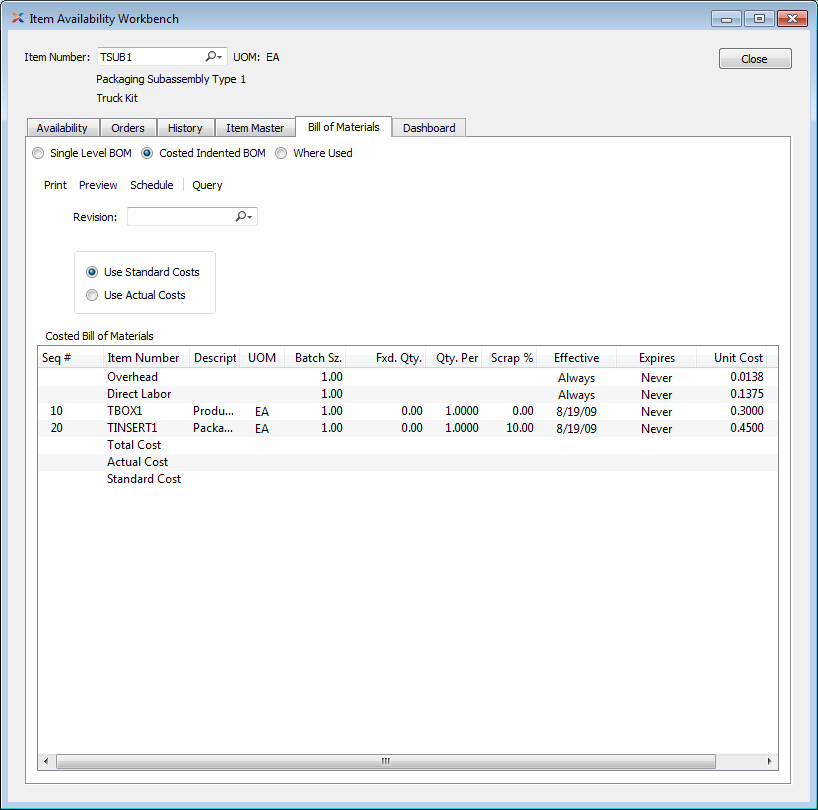 Item Availability Workbench
Item Number: TSUB1 UOM: EA
Close
Packaging Subassembly Type 1
Truck Kit
Availability Orders History Item Master Bill of Materials Dashboard
Single Level BOM Costed Indented BOM Where Used
Print Preview Schedule Query
Revision:
Use Standard Costs
Use Actual Costs
Costed Bill of Materials
Seq # Item Number Descript UOM Batch Sz. Fxd. Qty. Qty. Per Scrap % Effective Expires Unit Cost
Overhead 1.00 Always Never 0.0138
Direct Labor 1.00 Always Never 0.1375
10 TBOX1 Produ... EA 1.00 0.00 1.0000 0.00 8/19/09 Never 0.3000
20 TINSERT1 Packa... EA 1.00 0.00 1.0000 10.00 8/19/09 Never 0.4500
Total Cost
Actual Cost
Standard Cost